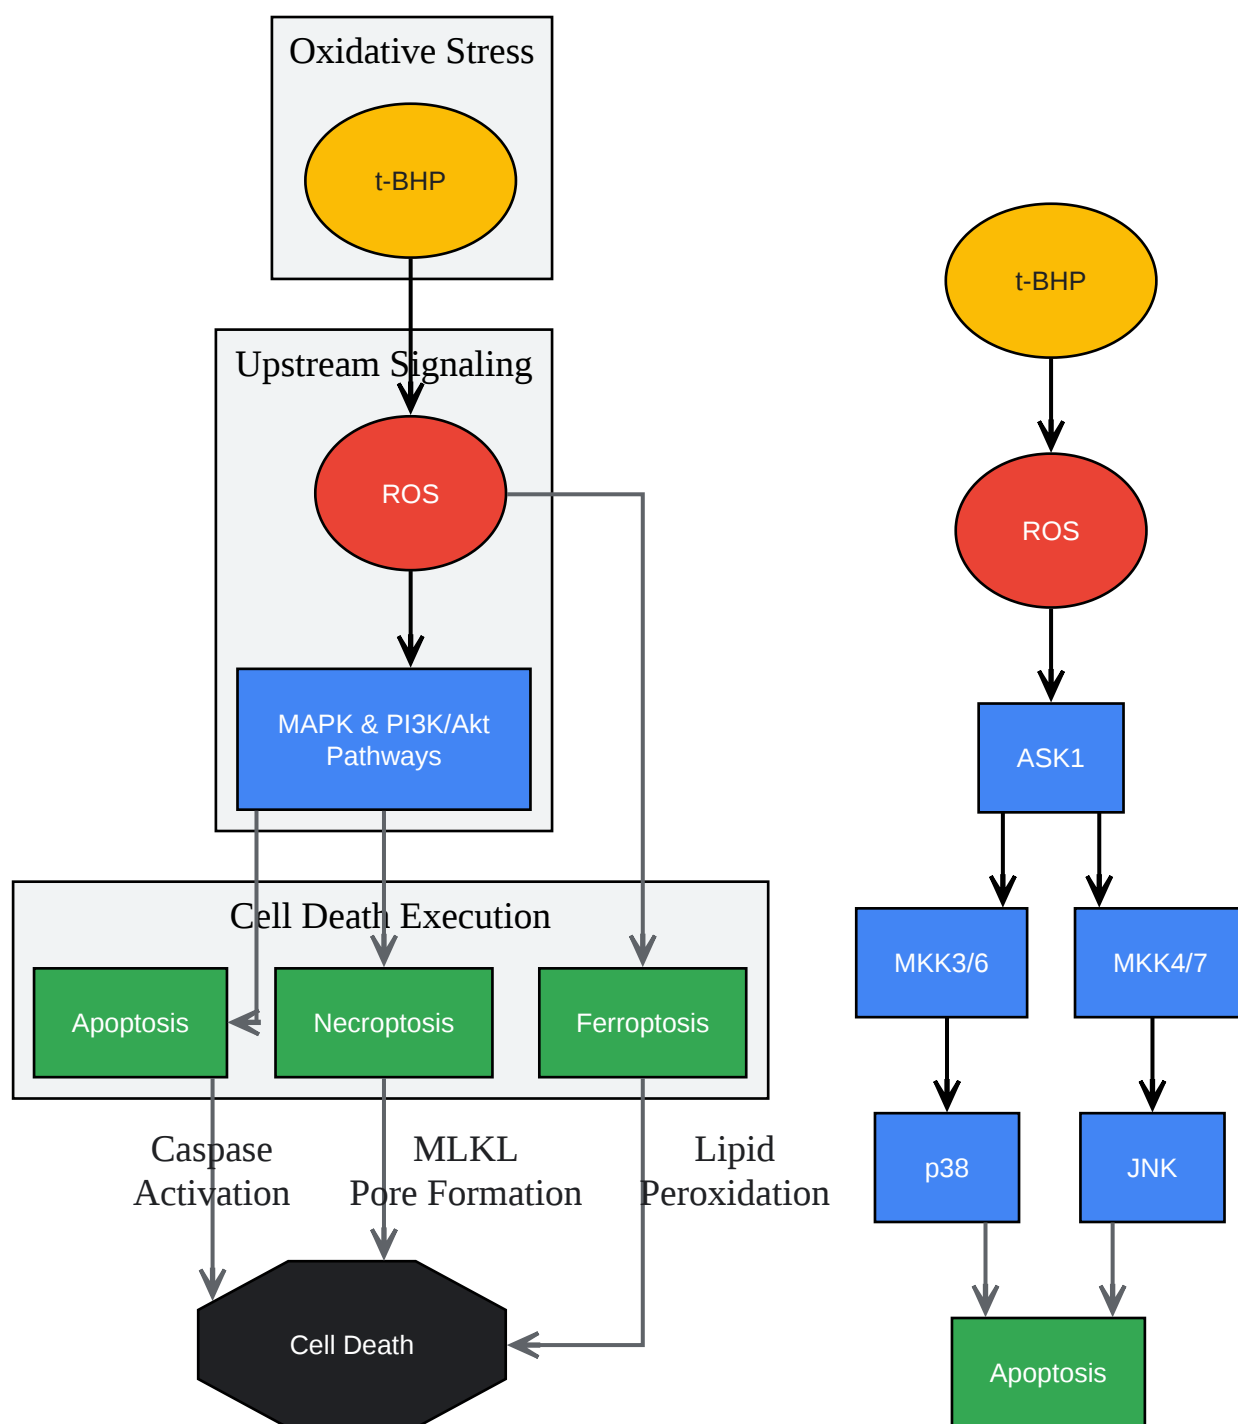 Oxidative Stress
t-BHP
Upstream Signaling
ROS
MAPK & PI3K/Akt
Pathways
Cell Death Execution
Apoptosis
Necroptosis
Ferroptosis
Caspase
Activation
MLKL
Pore Formation
Lipid
Peroxidation
Cell Death
t-BHP
ROS
ASK1
MKK3/6
MKK4/7
p38
JNK
Apoptosis